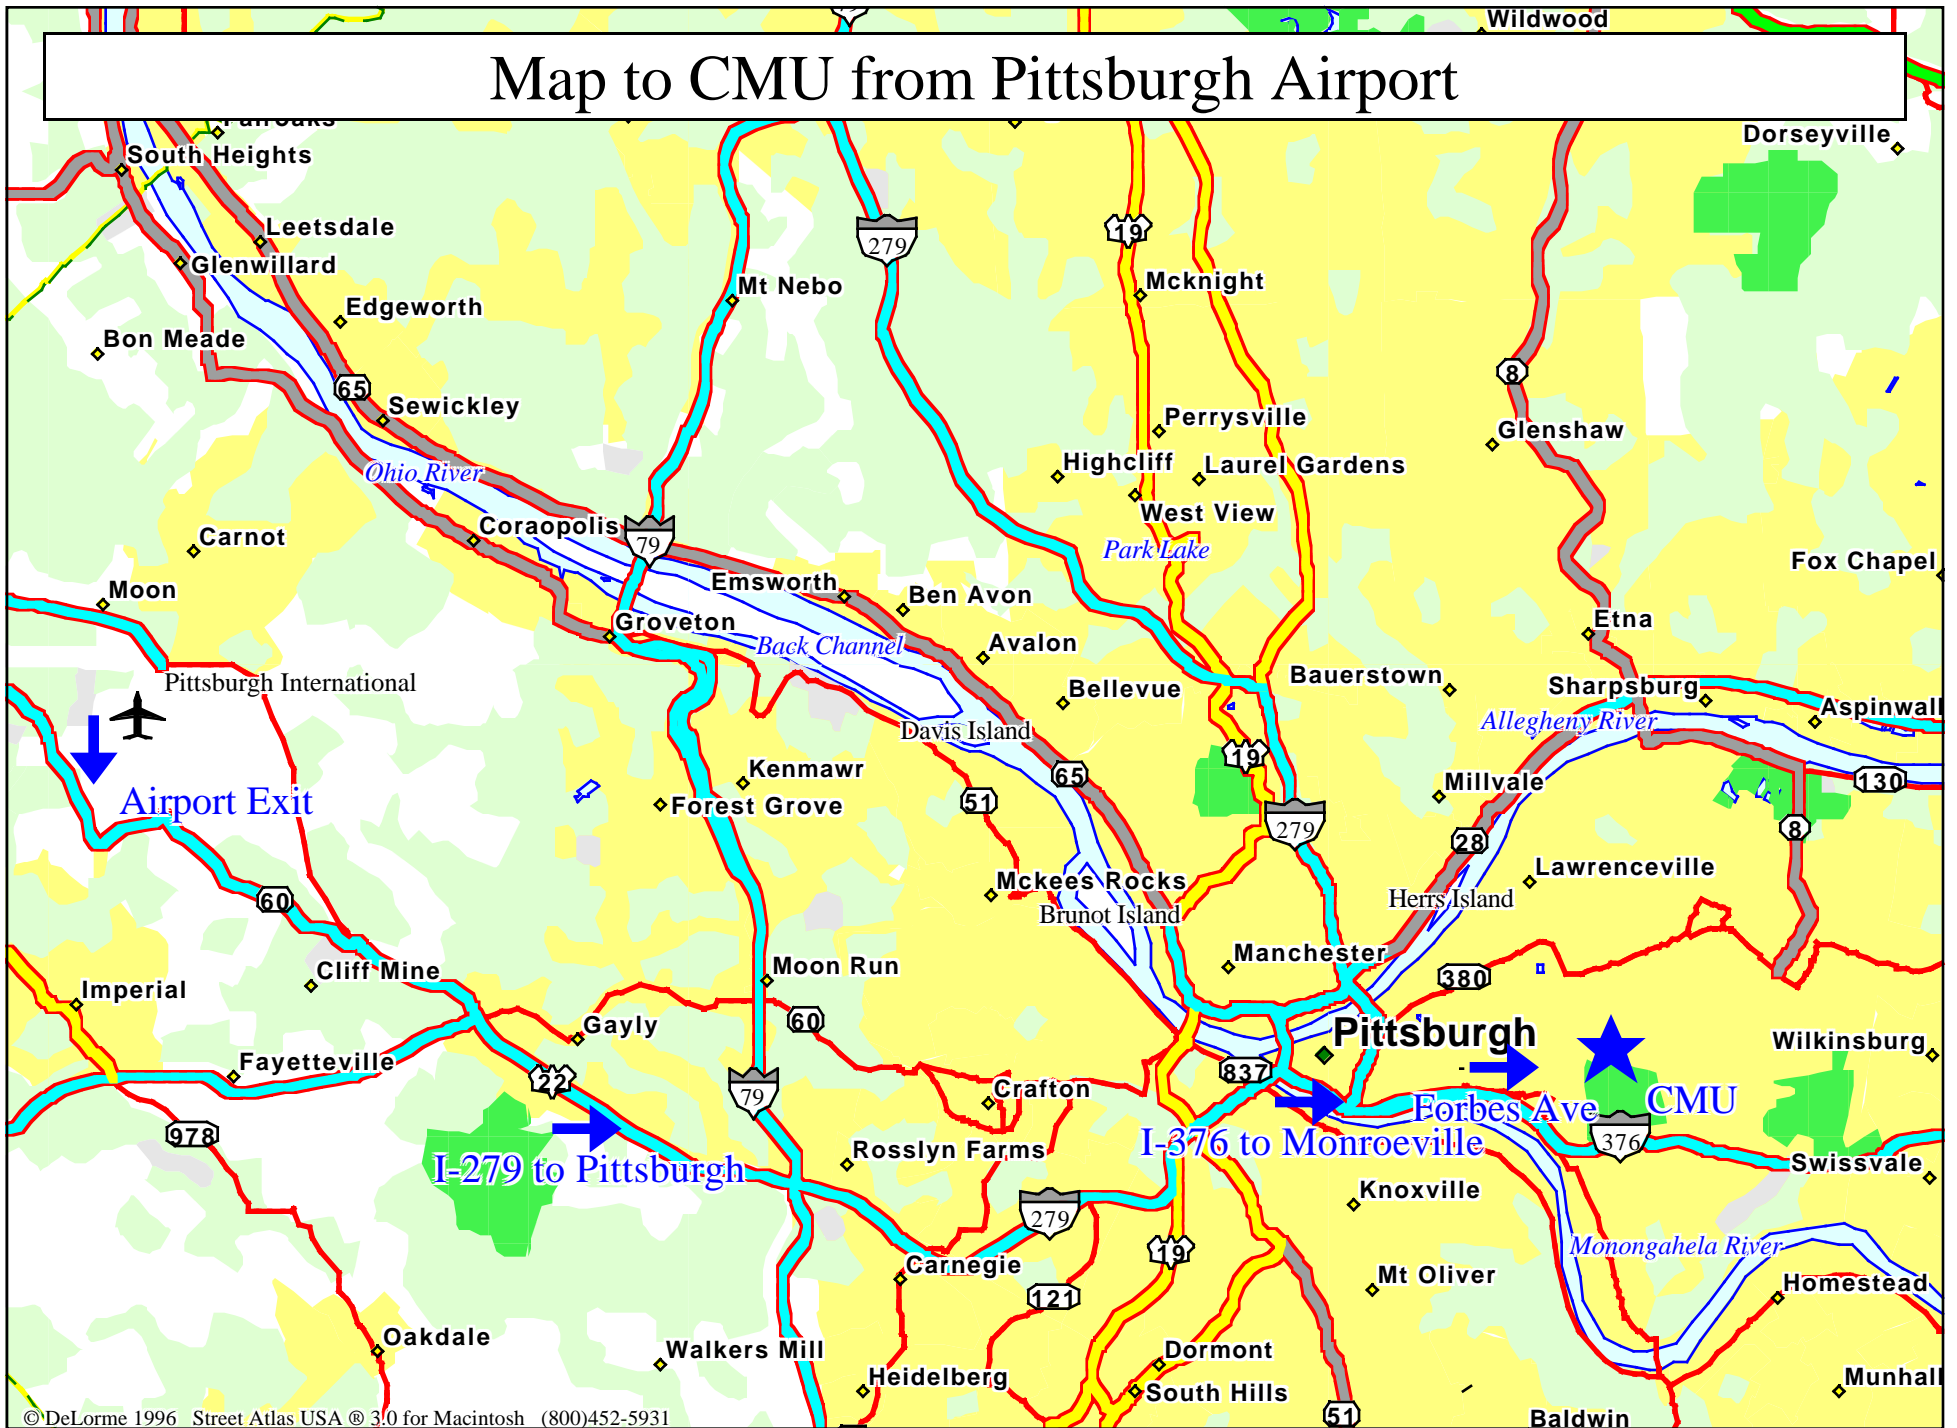 79
Wildwood
Map to CMU from Pittsburgh Airport
Fairoaks
Dorseyville
South Heights
Leetsdale
279
19
Glenwillard
Mt Nebo
Mcknight
Edgeworth
Bon Meade
8
65
Sewickley
Perrysville
Glenshaw
Ohio River
Highcliff
Laurel Gardens
West View
Coraopolis
Carnot
79
Park Lake
Fox Chapel
Moon
Emsworth
Ben Avon
Etna
Groveton
Back Channel
Avalon
Pittsburgh International
Bellevue
Bauerstown
Sharpsburg
Aspinwall
Allegheny River
Davis Island
19
Kenmawr
65
Millvale
130
Airport Exit
Forest Grove
51
279
28
8
Lawrenceville
Mckees Rocks
60
Herrs Island
Brunot Island
Manchester
Cliff Mine
Moon Run
380
Imperial
60
Gayly
Pittsburgh
Wilkinsburg
Fayetteville
837
22
79
Crafton
CMU
Forbes Ave
978
376
I-376 to Monroeville
Rosslyn Farms
Swissvale
I-279 to Pittsburgh
Knoxville
279
19
Monongahela River
Carnegie
Mt Oliver
Homestead
121
Oakdale
Walkers Mill
Dormont
Heidelberg
South Hills
Munhall
51
Baldwin
© DeLorme 1996 Street Atlas USA ® 3.0 for Macintosh (800)452-5931